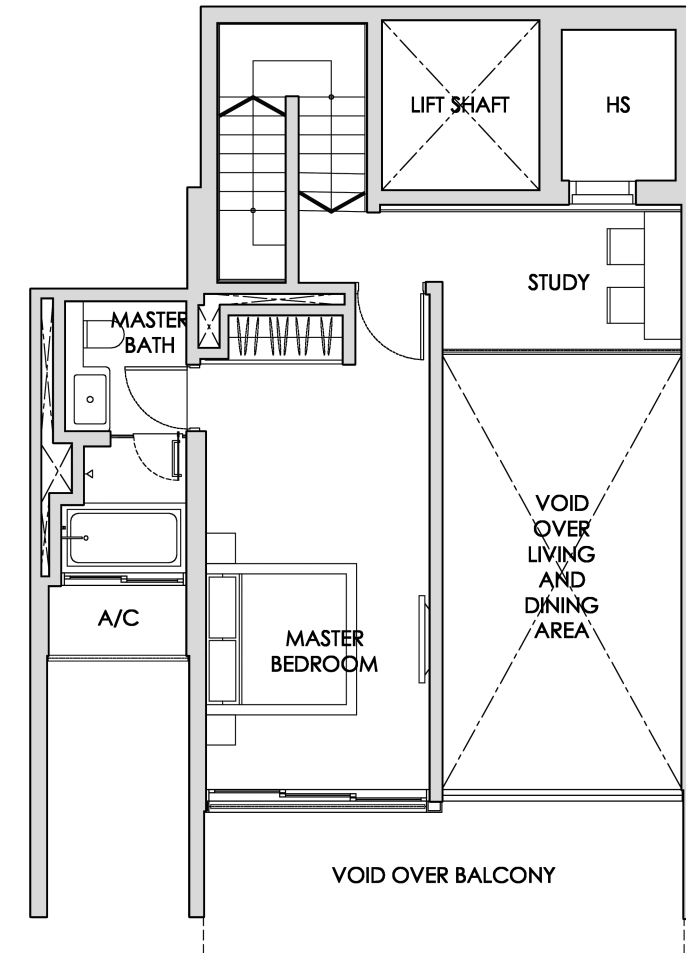 LIFT SHAFT
HS
STUDY
MASTER
BATH
VOID
OVER
LIVING
AND
DINING
AREA
A/C
MASTER
BEDROOM
VOID OVER BALCONY